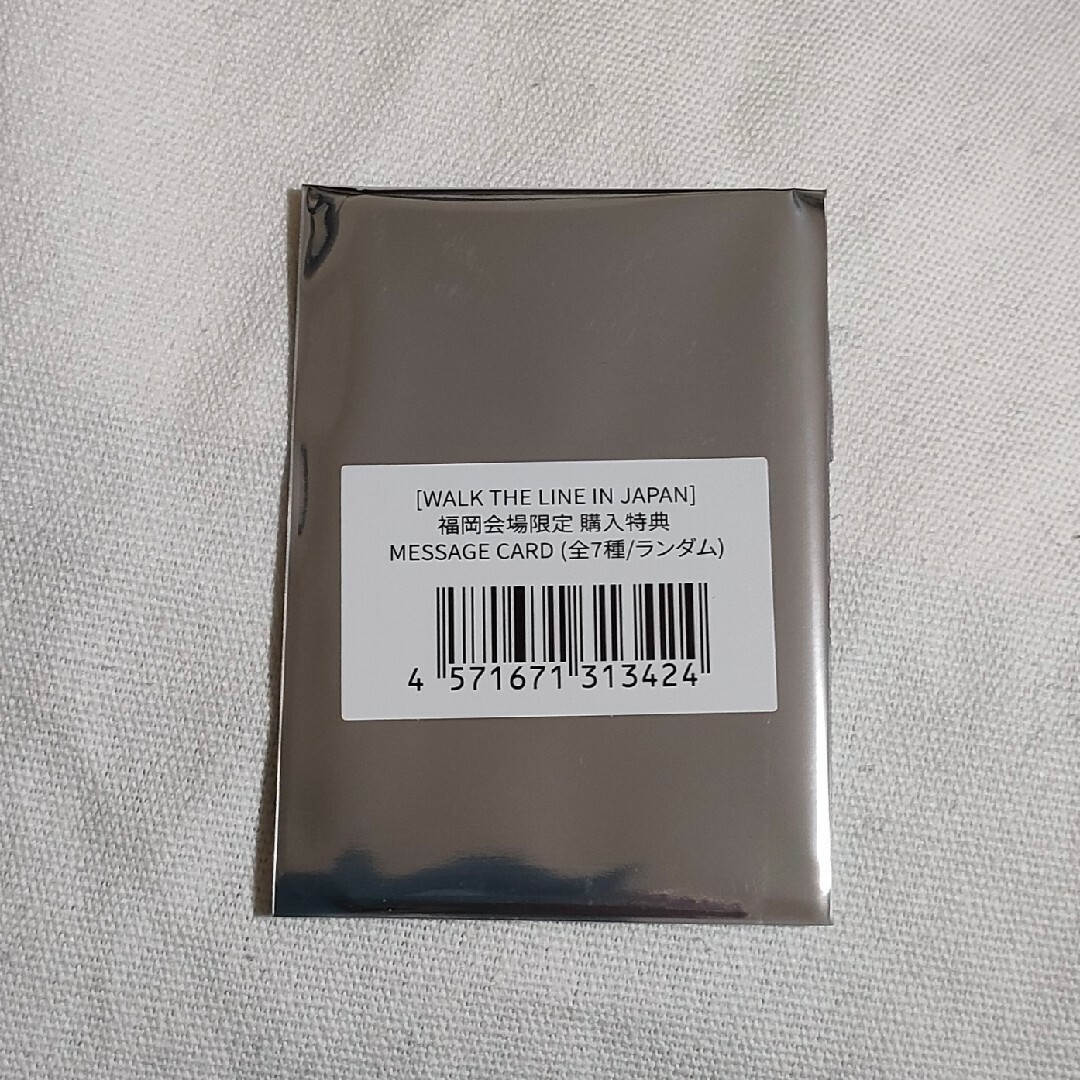 [WALK THE LINE IN JAPAN]
福岡会場限定 購入特典
MESSAGE CARD (全7種/ランダム)
4 571671 313424